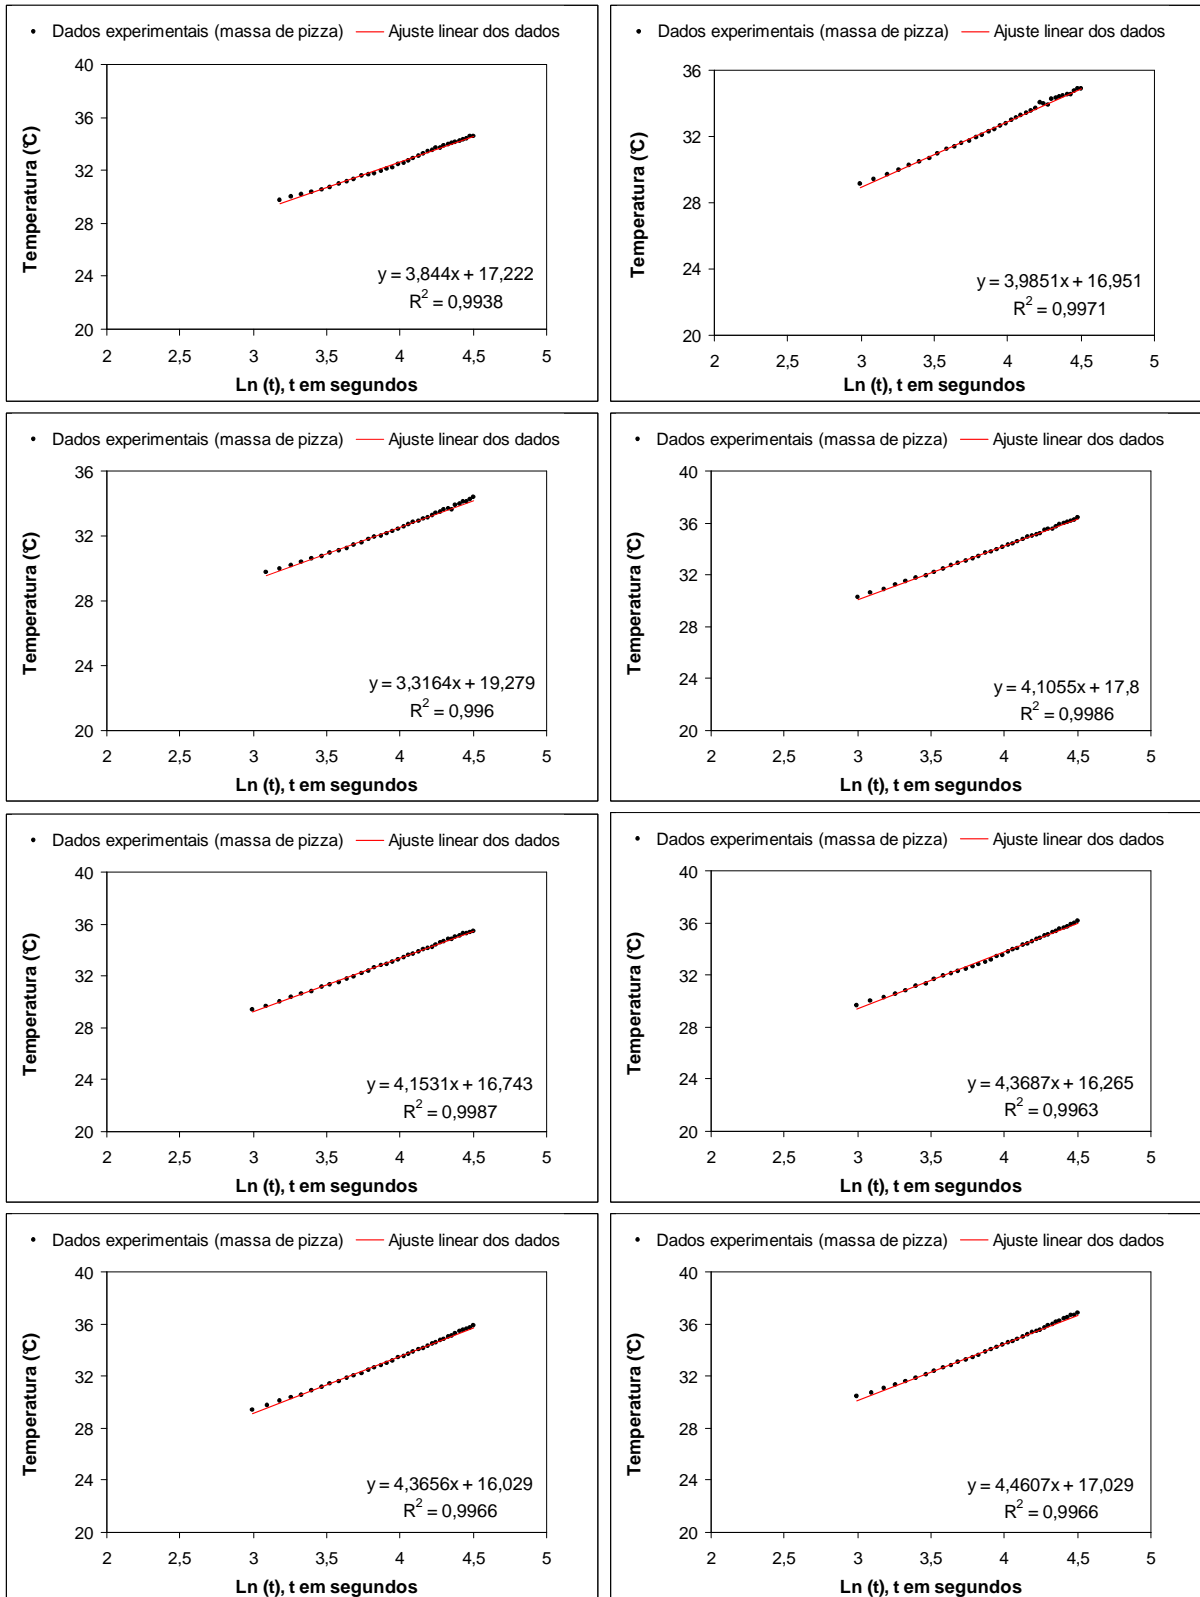 • Dados experimentais (massa de pizza) — Ajuste linear dos dados
40
36
32
28
24
20
Temperatura (°C)
y = 3,844x + 17,222
R² = 0,9938
2 2,5 3 3,5 4 4,5 5
Ln (t), t em segundos
• Dados experimentais (massa de pizza) — Ajuste linear dos dados
36
32
28
24
20
Temperatura (°C)
y = 3,9851x + 16,951
R² = 0,9971
2 2,5 3 3,5 4 4,5 5
Ln (t), t em segundos
• Dados experimentais (massa de pizza) — Ajuste linear dos dados
36
32
28
24
20
Temperatura (°C)
y = 3,3164x + 19,279
R² = 0,996
2 2,5 3 3,5 4 4,5 5
Ln (t), t em segundos
• Dados experimentais (massa de pizza) — Ajuste linear dos dados
40
36
32
28
24
20
Temperatura (°C)
y = 4,1055x + 17,8
R² = 0,9986
2 2,5 3 3,5 4 4,5 5
Ln (t), t em segundos
• Dados experimentais (massa de pizza) — Ajuste linear dos dados
40
36
32
28
24
20
Temperatura (°C)
y = 4,1531x + 16,743
R² = 0,9987
2 2,5 3 3,5 4 4,5 5
Ln (t), t em segundos
• Dados experimentais (massa de pizza) — Ajuste linear dos dados
40
36
32
28
24
20
Temperatura (°C)
y = 4,3687x + 16,265
R² = 0,9963
2 2,5 3 3,5 4 4,5 5
Ln (t), t em segundos
• Dados experimentais (massa de pizza) — Ajuste linear dos dados
40
36
32
28
24
20
Temperatura (°C)
y = 4,3656x + 16,029
R² = 0,9966
2 2,5 3 3,5 4 4,5 5
Ln (t), t em segundos
• Dados experimentais (massa de pizza) — Ajuste linear dos dados
40
36
32
28
24
20
Temperatura (°C)
y = 4,4607x + 17,029
R² = 0,9966
2 2,5 3 3,5 4 4,5 5
Ln (t), t em segundos